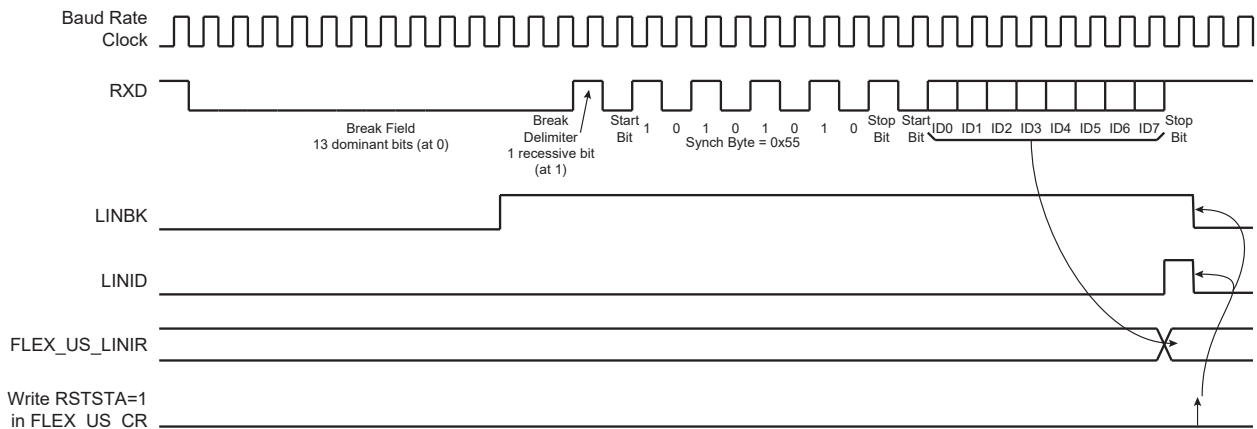 Baud Rate
Clock
RXD
Break Field
13 dominant bits (at 0)
Break
Delimiter
1 recessive bit
(at 1)
Start
Bit
1 0 1 0 1 0 1 0
Synch Byte = 0x55
Stop
Bit
Start
Bit
ID0 ID1 ID2 ID3 ID4 ID5 ID6 ID7
Stop
Bit
LINBK
LINID
FLEX_US_LINIR
Write RSTSTA=1
in FLEX_US_CR